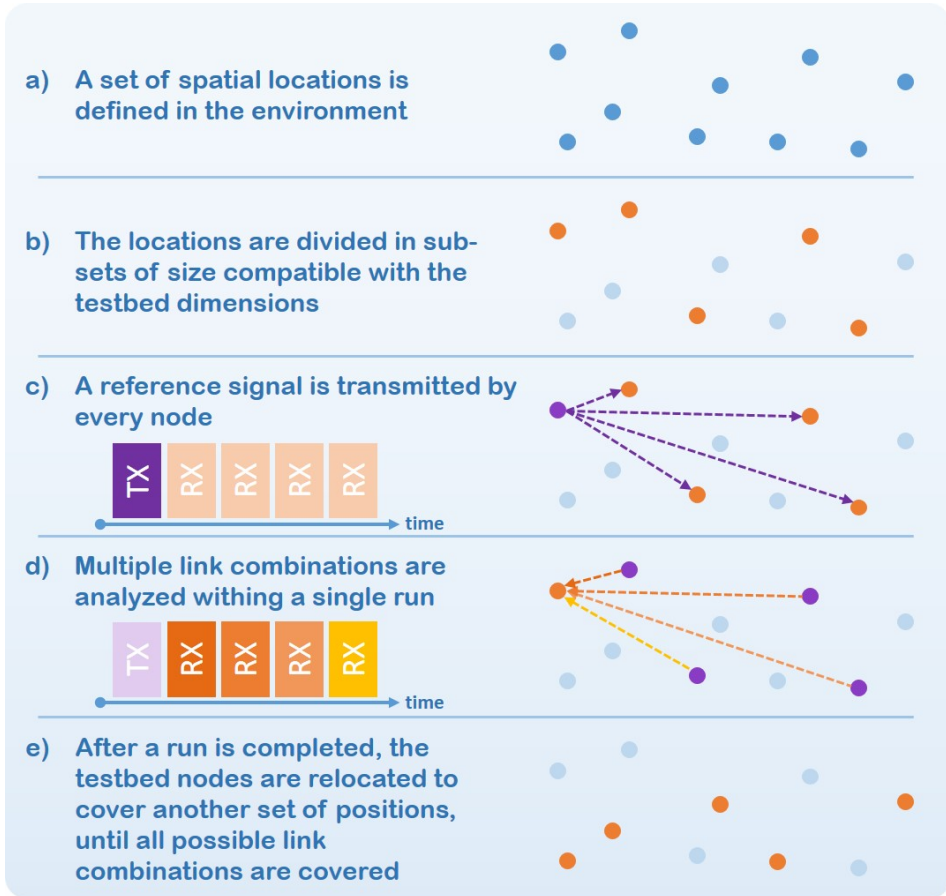 a) A set of spatial locations is
defined in the environment
b) The locations are divided in sub-
sets of size compatible with the
testbed dimensions
c) A reference signal is transmitted by
every node
TX RX RX RX RX
time
d) Multiple link combinations are
analyzed withing a single run
TX RX RX RX RX
time
e) After a run is completed, the
testbed nodes are relocated to
cover another set of positions,
until all possible link
combinations are covered